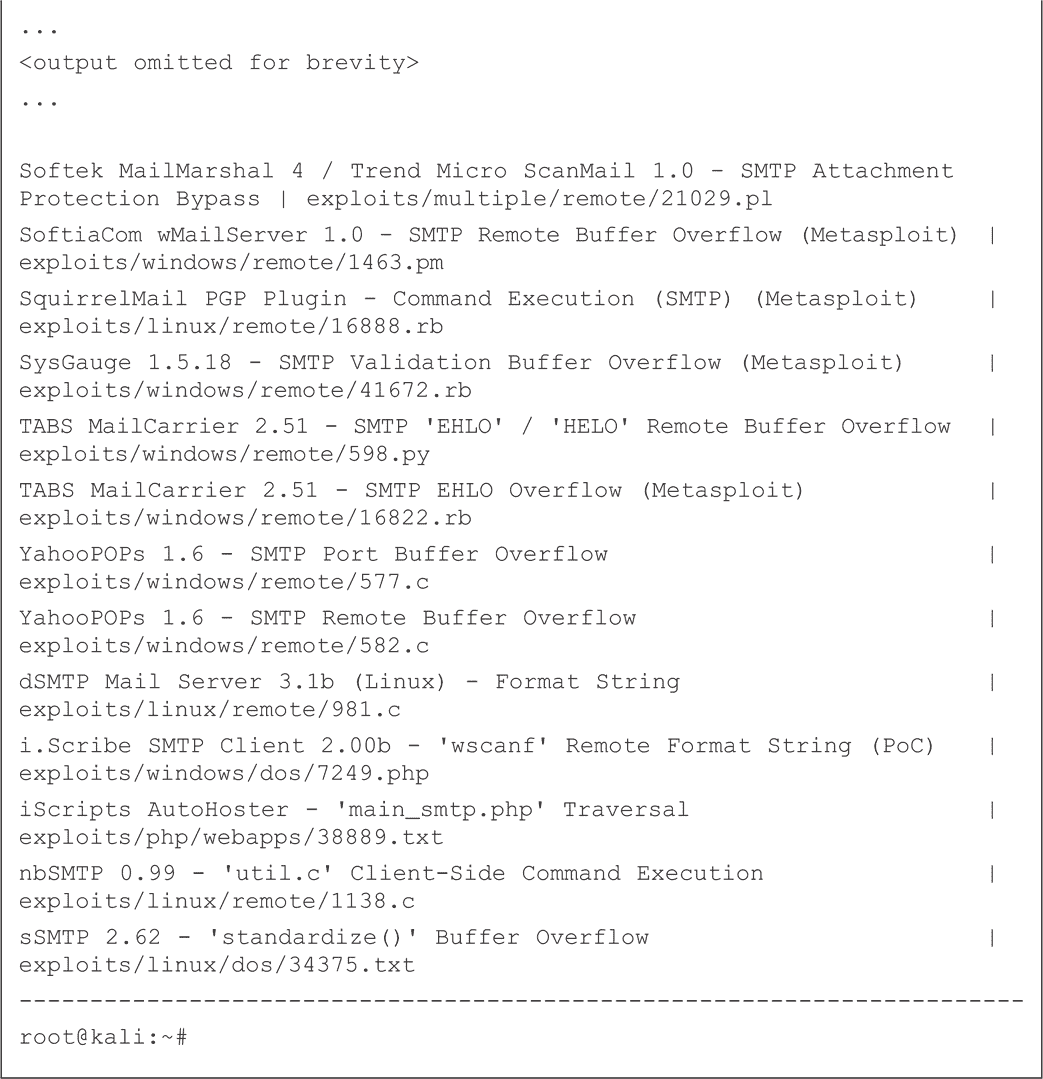 ...
<output omitted for brevity>
...
Softek MailMarshal 4 / Trend Micro ScanMail 1.0 - SMTP Attachment
Protection Bypass | exploits/multiple/remote/21029.pl
SoftiaCom wMailServer 1.0 - SMTP Remote Buffer Overflow (Metasploit) |
exploits/windows/remote/1463.pm
SquirrelMail PGP Plugin - Command Execution (SMTP) (Metasploit) |
exploits/linux/remote/16888.rb
SysGauge 1.5.18 - SMTP Validation Buffer Overflow (Metasploit) |
exploits/windows/remote/41672.rb
TABS MailCarrier 2.51 - SMTP 'EHLO' / 'HELO' Remote Buffer Overflow |
exploits/windows/remote/598.py
TABS MailCarrier 2.51 - SMTP EHLO Overflow (Metasploit) |
exploits/windows/remote/16822.rb
YahooPOPs 1.6 - SMTP Port Buffer Overflow |
exploits/windows/remote/577.c
YahooPOPs 1.6 - SMTP Remote Buffer Overflow |
exploits/windows/remote/582.c
dSMTP Mail Server 3.1b (Linux) - Format String |
exploits/linux/remote/981.c
i.Scribe SMTP Client 2.00b - 'wscanf' Remote Format String (PoC) |
exploits/windows/dos/7249.php
iScripts AutoHoster - 'main_smtp.php' Traversal |
exploits/php/webapps/38889.txt
nbSMTP 0.99 - 'util.c' Client-Side Command Execution |
exploits/linux/remote/1138.c
sSMTP 2.62 - 'standardize()' Buffer Overflow |
exploits/linux/dos/34375.txt
----------------------------------------------------------------------
root@kali:~#